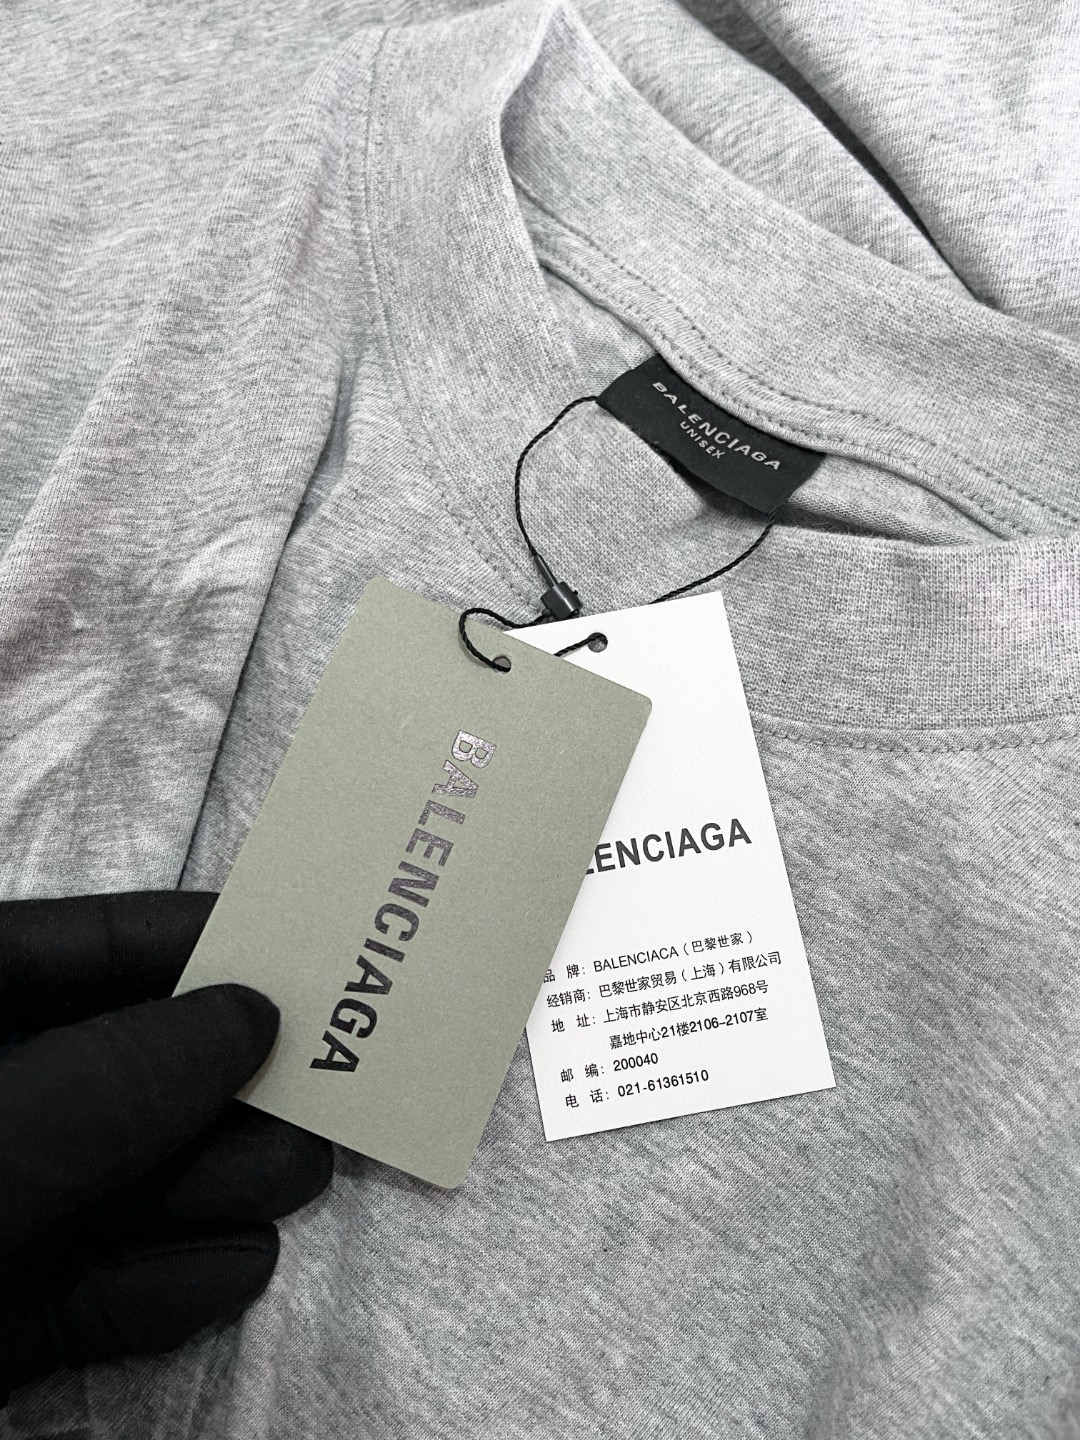 BALENCIAGA
UNISEX
BALENCIAGA
LENCIAGA
品 牌：BALENCIACA（巴黎世家）
经销商：巴黎世家贸易（上海）有限公司
地 址：上海市静安区北京西路968号
嘉地中心21楼2106-2107室
邮 编：200040
电 话：021-61361510